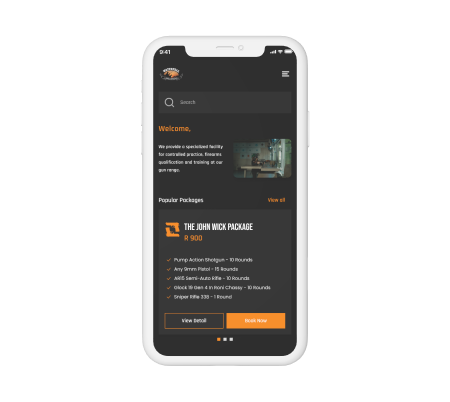 9:41
Search
Welcome,
We provide a specialized facility
for controlled practice, firearms
qualification and training at our
gun range.
Popular Packages
View all
THE JOHN WICK PACKAGE
R 900
Pump Action Shotgun - 10 Rounds
Any 9mm Pistol - 15 Rounds
AR15 Semi-Auto Rifle - 10 Rounds
Glock 19 Gen 4 in Roni Chassy - 10 Rounds
Sniper Rifle 338 - 1 Round
View Detail
Book Now